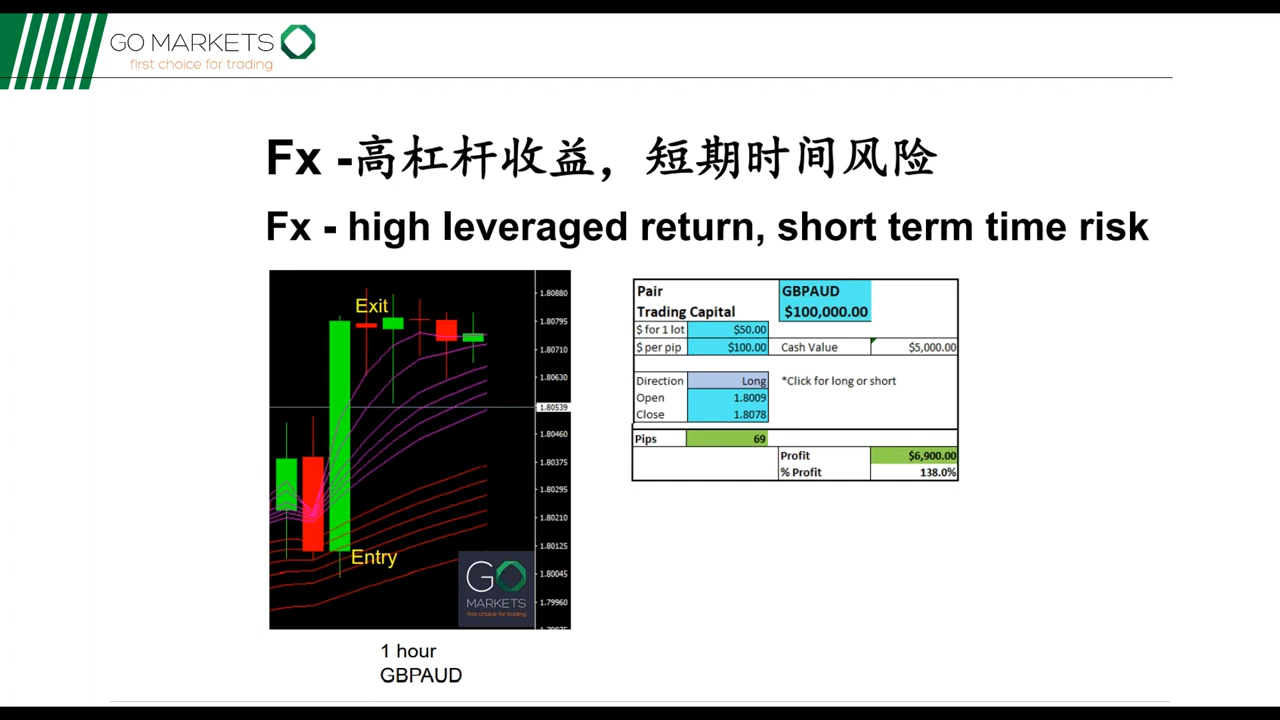 GO MARKETS
first choice for trading
Fx -高杠杆收益，短期时间风险
Fx - high leveraged return, short term time risk
Exit
Entry
1.80880
1.80795
1.80710
1.80630
1.80539
1.80460
1.80375
1.80295
1.80210
1.80125
1.80045
1.79960
GO
MARKETS
first choice for trading
1 hour
GBPAUD
Pair GBPAUD
Trading Capital $100,000.00
$ for 1 lot $50.00
$ per pip $100.00 Cash Value $5,000.00
Direction Long *Click for long or short
Open 1.8009
Close 1.8078
Pips 69
Profit $6,900.00
% Profit 138.0%